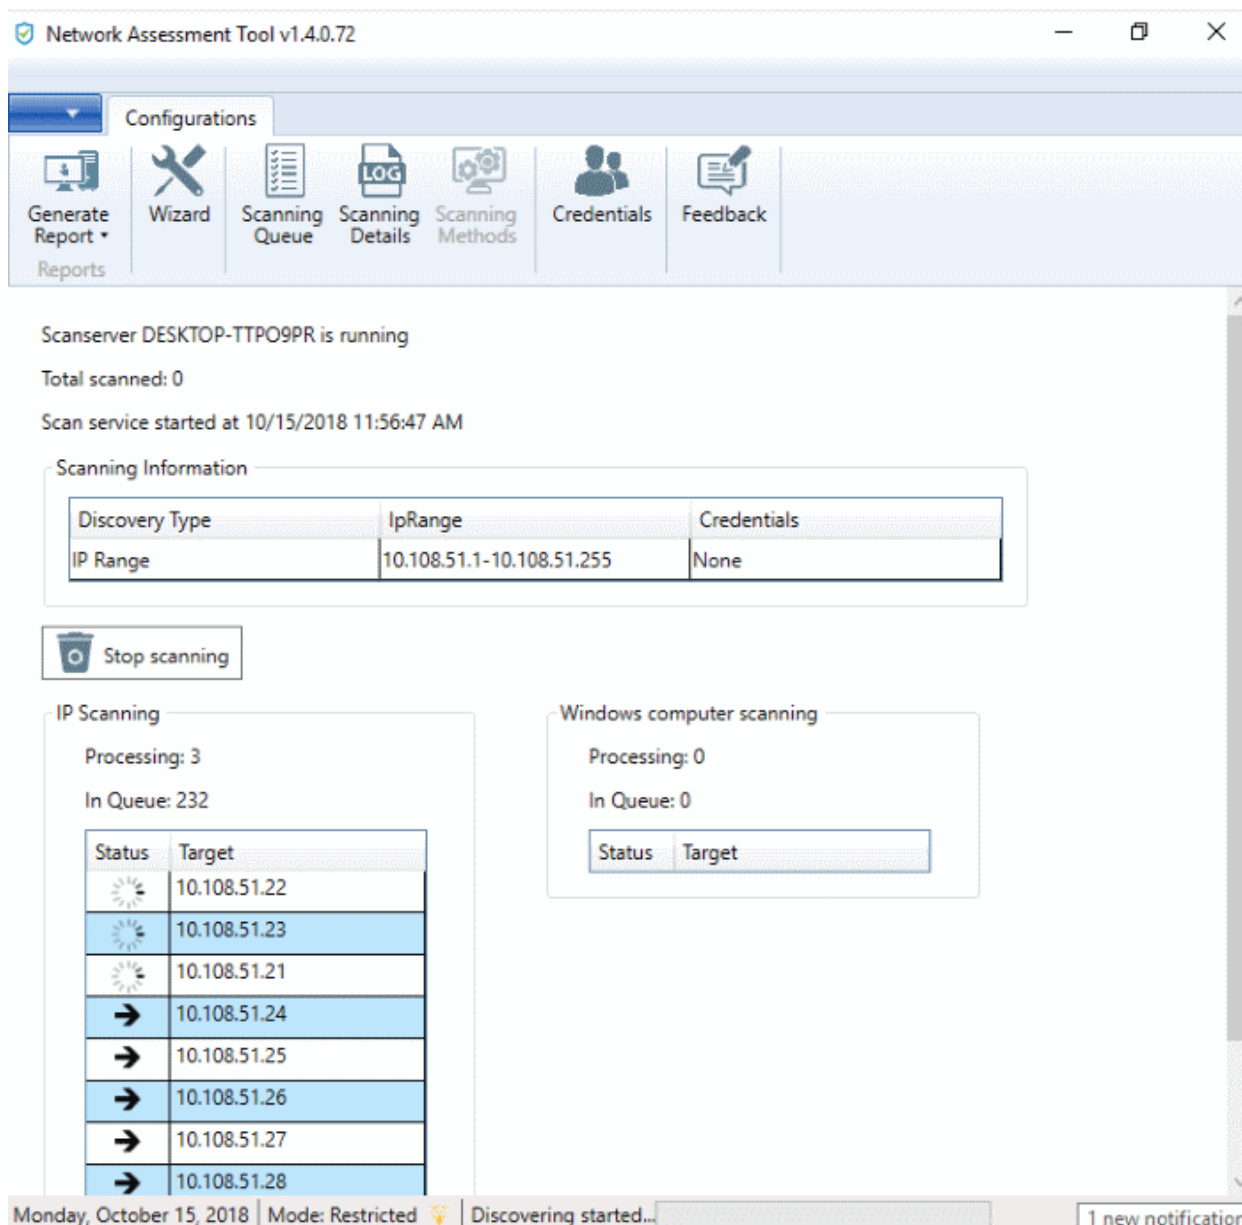 Network Assessment Tool v1.4.0.72
Configurations
Generate Report
Wizard
Scanning Queue
LOG
Scanning Details
Scanning Methods
Credentials
Feedback
Reports
Scanserver DESKTOP-TTPO9PR is running
Total scanned: 0
Scan service started at 10/15/2018 11:56:47 AM
Scanning Information
Discovery Type IpRange Credentials
IP Range 10.108.51.1-10.108.51.255 None
Stop scanning
IP Scanning
Processing: 3
In Queue: 232
Status Target
10.108.51.22
10.108.51.23
10.108.51.21
10.108.51.24
10.108.51.25
10.108.51.26
10.108.51.27
10.108.51.28
Windows computer scanning
Processing: 0
In Queue: 0
Status Target
Monday, October 15, 2018 Mode: Restricted Discovering started... 1 new notification